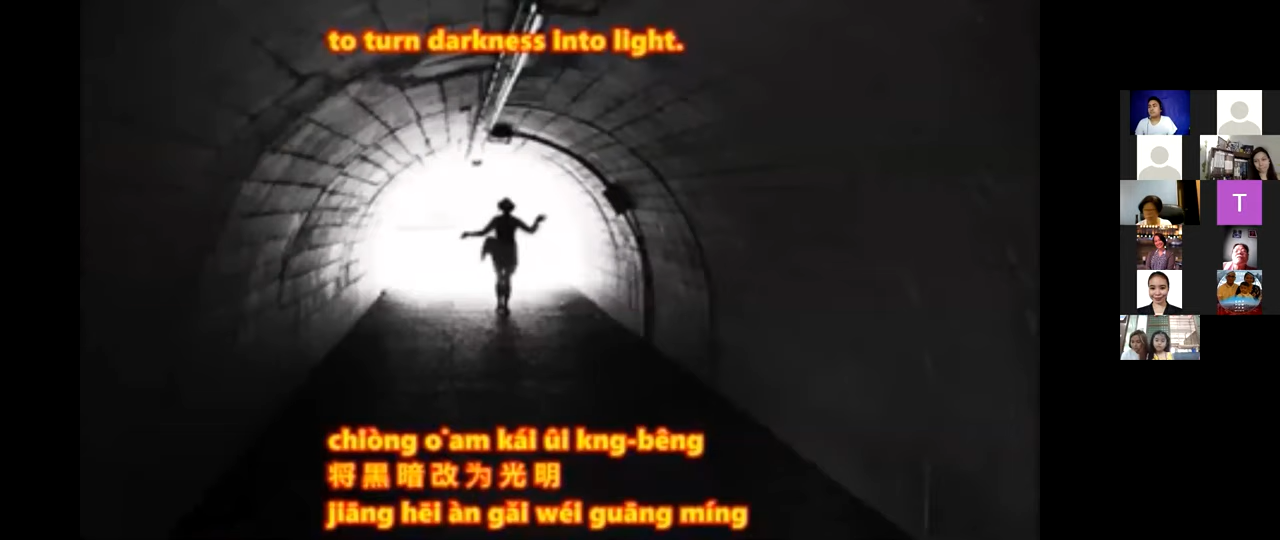 to turn darkness into light.
T
chiòng o͘ am kái ûi kng-bêng
将黑暗改为光明
jiāng hēi àn gǎi wéi guāng míng